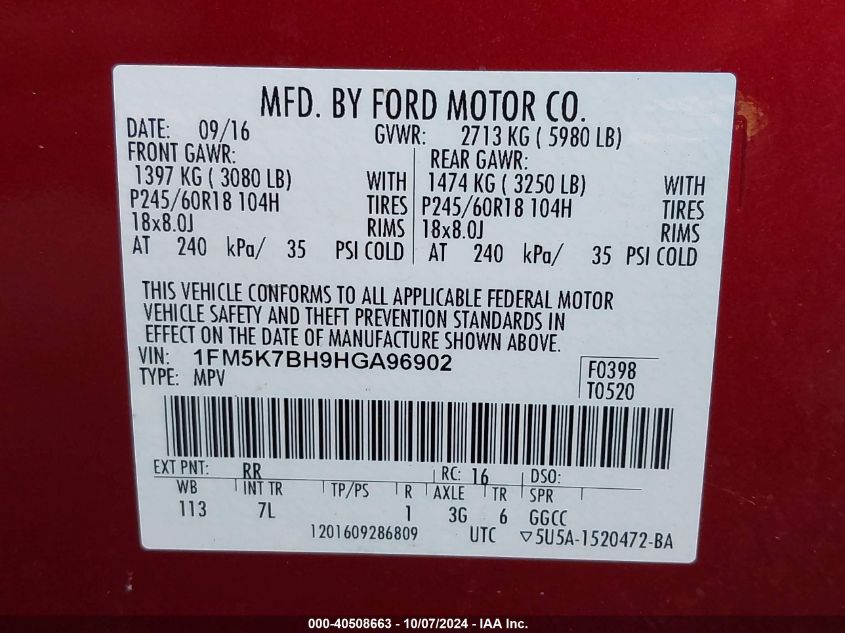 MFD. BY FORD MOTOR CO.
DATE: 09/16 GVWR: 2713 KG ( 5980 LB)
FRONT GAWR: REAR GAWR:
1397 KG ( 3080 LB) WITH 1474 KG ( 3250 LB) WITH
P245/60R18 104H TIRES P245/60R18 104H TIRES
18x8.0J RIMS 18x8.0J RIMS
AT 240 kPa/ 35 PSI COLD AT 240 kPa/ 35 PSI COLD
THIS VEHICLE CONFORMS TO ALL APPLICABLE FEDERAL MOTOR
VEHICLE SAFETY AND THEFT PREVENTION STANDARDS IN
EFFECT ON THE DATE OF MANUFACTURE SHOWN ABOVE.
VIN: 1FM5K7BH9HGA96902
TYPE: MPV
F0398
T0520
EXT PNT: RR RC: 16 DSO:
WB INT TR TP/PS R AXLE TR SPR
113 7L 1 3G 6 GGCC
1201609286809 UTC ▽5U5A-1520472-BA
000-40508663 - 10/07/2024 - IAA Inc.